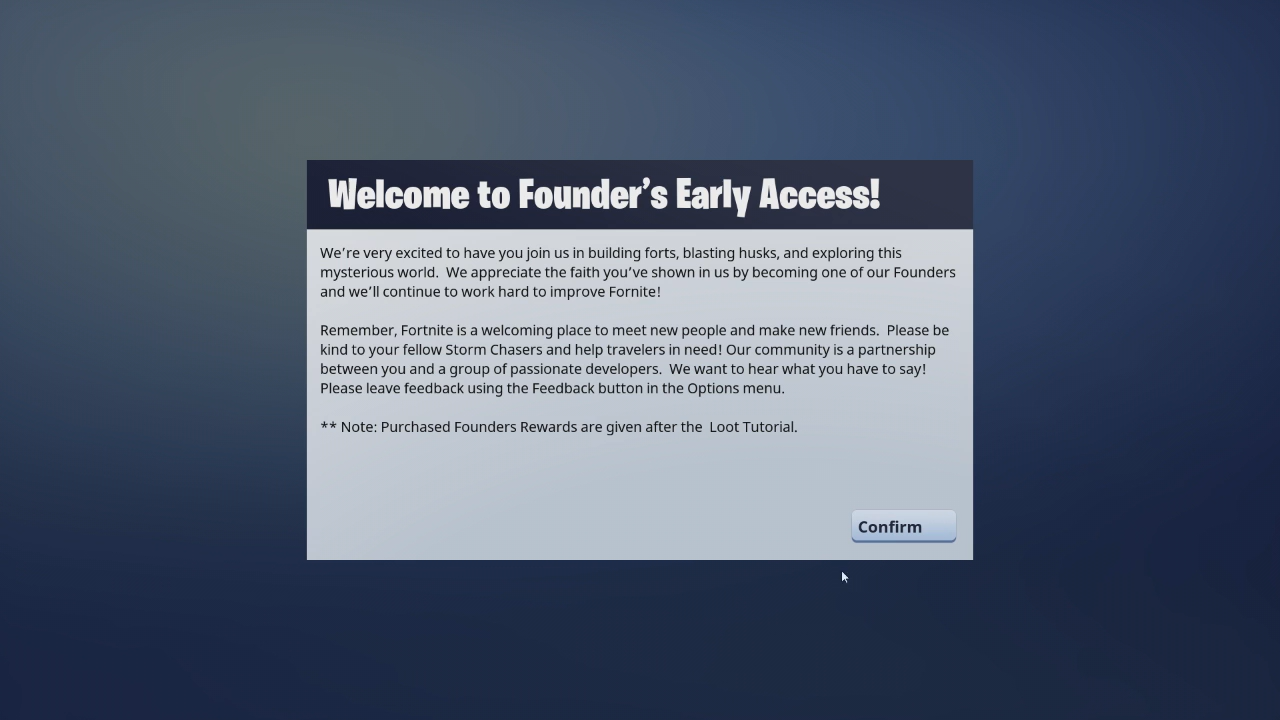 Welcome to Founder's Early Access!
We're very excited to have you join us in building forts, blasting husks, and exploring this
mysterious world.  We appreciate the faith you've shown in us by becoming one of our Founders
and we'll continue to work hard to improve Fornite!
Remember, Fortnite is a welcoming place to meet new people and make new friends.  Please be
kind to your fellow Storm Chasers and help travelers in need! Our community is a partnership
between you and a group of passionate developers.  We want to hear what you have to say!
Please leave feedback using the Feedback button in the Options menu.
** Note: Purchased Founders Rewards are given after the  Loot Tutorial.
Confirm